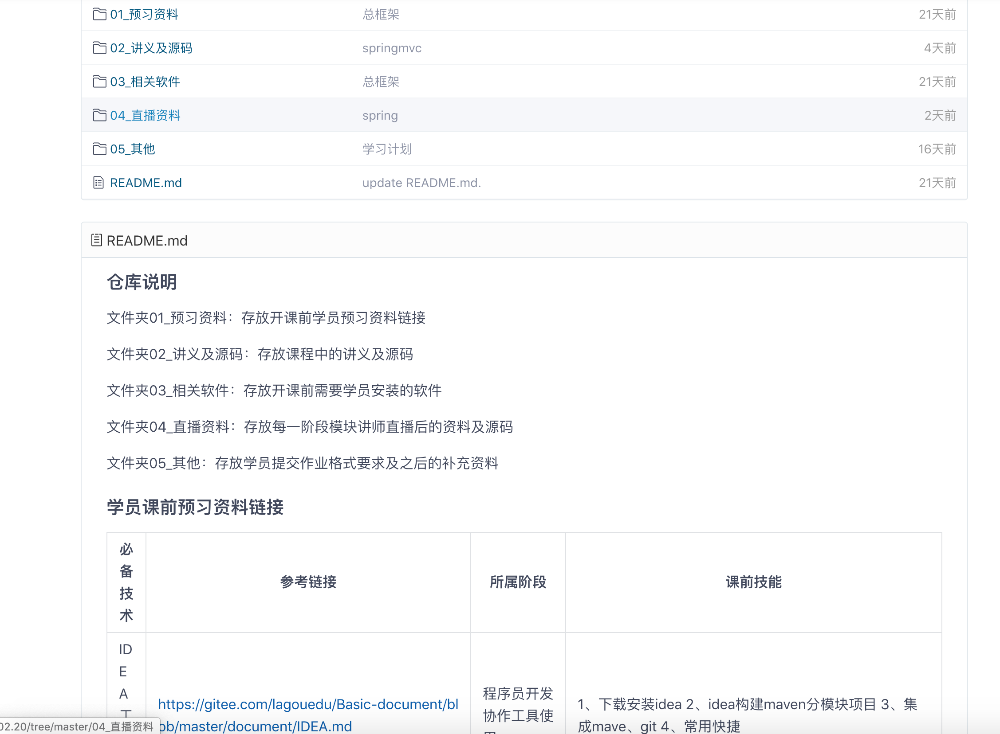 01_预习资料 总框架 21天前
02_讲义及源码 springmvc 4天前
03_相关软件 总框架 21天前
04_直播资料 spring 2天前
05_其他 学习计划 16天前
README.md update README.md. 21天前
README.md
仓库说明
文件夹01_预习资料：存放开课前学员预习资料链接
文件夹02_讲义及源码：存放课程中的讲义及源码
文件夹03_相关软件：存放开课前需要学员安装的软件
文件夹04_直播资料：存放每一阶段模块讲师直播后的资料及源码
文件夹05_其他：存放学员提交作业格式要求及之后的补充资料
学员课前预习资料链接
必
备
技
术
参考链接
所属阶段
课前技能
ID
E
A
https://gitee.com/lagouedu/Basic-document/bl
ob/master/document/IDEA.md
程序员开发
协作工具使
1、下载安装idea 2、idea构建maven分模块项目 3、集
成mave、git 4、常用快捷
02.20/tree/master/04_直播资料